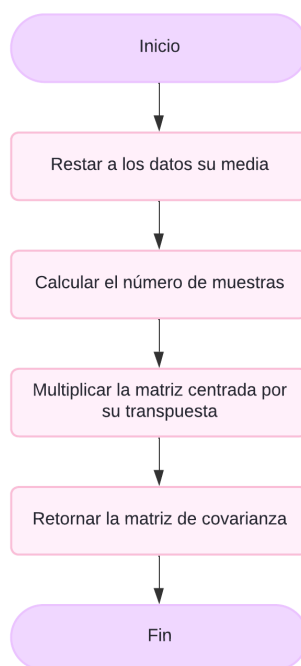 Inicio
Restar a los datos su media
Calcular el número de muestras
Multiplicar la matriz centrada por
su transpuesta
Retornar la matriz de covarianza
Fin